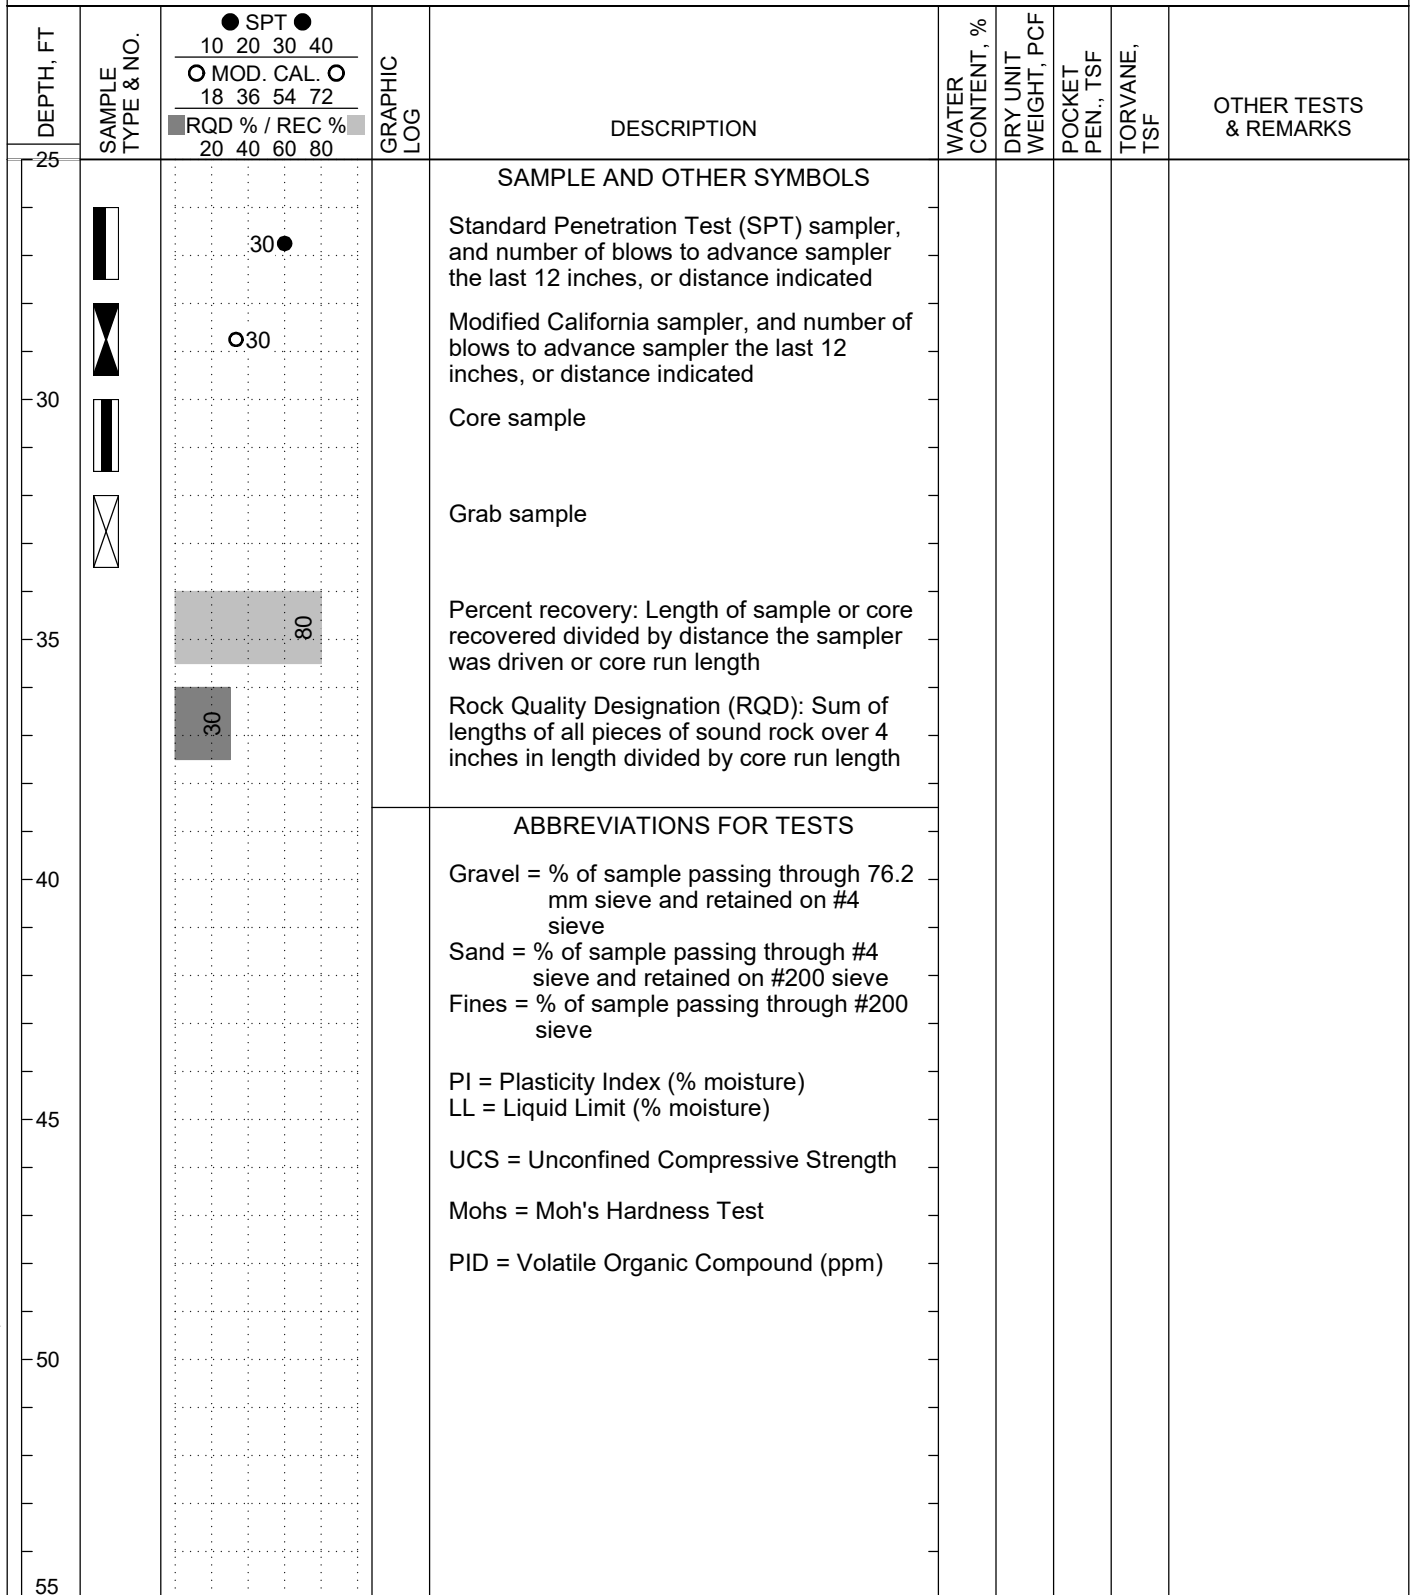 DEPTH, FT
SAMPLE
TYPE & NO.
SPT
10 20 30 40
MOD. CAL.
18 36 54 72
RQD % / REC %
20 40 60 80
GRAPHIC
LOG
DESCRIPTION
WATER
CONTENT, %
DRY UNIT
WEIGHT, PCF
POCKET
PEN., TSF
TORVANE,
TSF
OTHER TESTS
& REMARKS
25
SAMPLE AND OTHER SYMBOLS
30
Standard Penetration Test (SPT) sampler,
and number of blows to advance sampler
the last 12 inches, or distance indicated
30
Modified California sampler, and number of
blows to advance sampler the last 12
inches, or distance indicated
30
Core sample
Grab sample
80
35
Percent recovery: Length of sample or core
recovered divided by distance the sampler
was driven or core run length
30
Rock Quality Designation (RQD): Sum of
lengths of all pieces of sound rock over 4
inches in length divided by core run length
ABBREVIATIONS FOR TESTS
40
Gravel = % of sample passing through 76.2
mm sieve and retained on #4
sieve
Sand = % of sample passing through #4
sieve and retained on #200 sieve
Fines = % of sample passing through #200
sieve
PI = Plasticity Index (% moisture)
LL = Liquid Limit (% moisture)
45
UCS = Unconfined Compressive Strength
Mohs = Moh's Hardness Test
PID = Volatile Organic Compound (ppm)
50
55